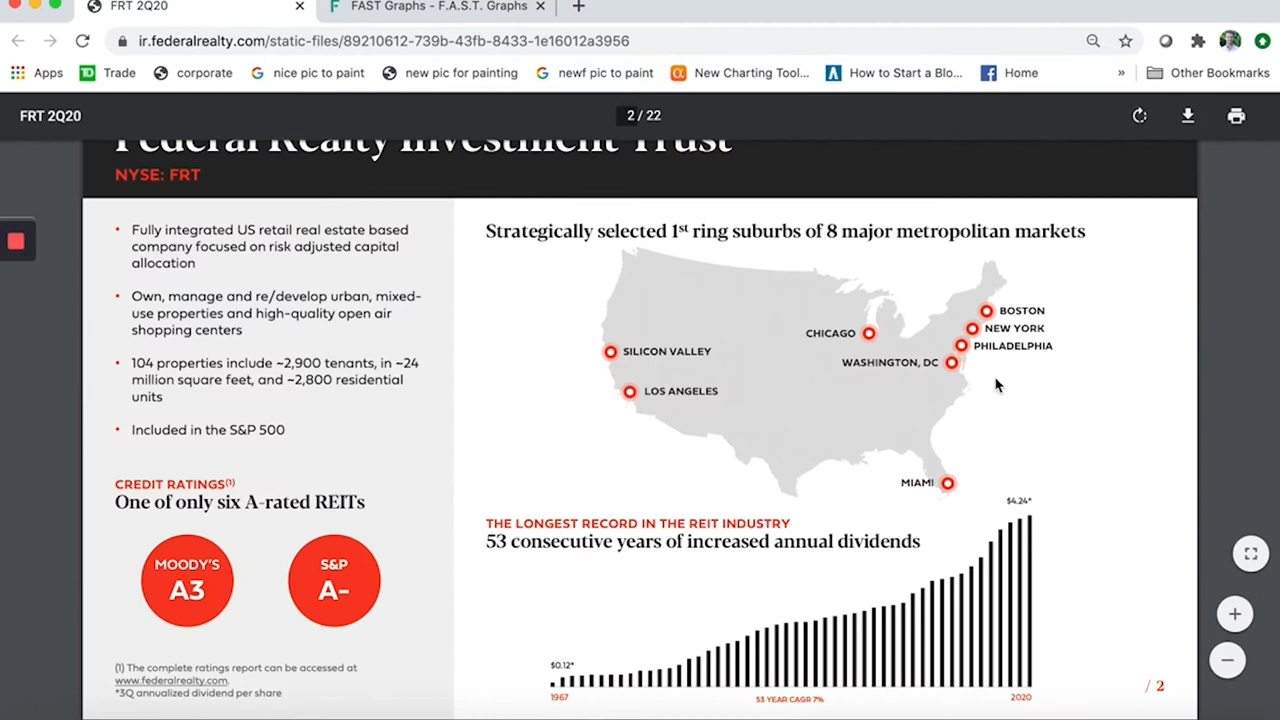 FRT 2Q20
FAST Graphs - F.A.S.T. Graphs
ir.federalrealty.com/static-files/89210612-739b-43fb-8433-1e16012a3956
Apps
TD Trade
corporate
nice pic to paint
new pic for painting
newf pic to paint
New Charting Tool...
How to Start a Blo...
Home
»
Other Bookmarks
FRT 2Q20
2 / 22
Federal Realty Investment Trust
NYSE: FRT
• Fully integrated US retail real estate based
company focused on risk adjusted capital
allocation
• Own, manage and re/develop urban, mixed-
use properties and high-quality open air
shopping centers
• 104 properties include ~2,900 tenants, in ~24
million square feet, and ~2,800 residential
units
• Included in the S&P 500
CREDIT RATINGS(1)
One of only six A-rated REITs
MOODY'S
A3
S&P
A-
(1) The complete ratings report can be accessed at
www.federalrealty.com.
*3Q annualized dividend per share
Strategically selected 1st ring suburbs of 8 major metropolitan markets
BOSTON
NEW YORK
CHICAGO
PHILADELPHIA
SILICON VALLEY
WASHINGTON, DC
LOS ANGELES
MIAMI
THE LONGEST RECORD IN THE REIT INDUSTRY
53 consecutive years of increased annual dividends
$4.24*
$0.12*
1967
53 YEAR CAGR 7%
2020
/ 2